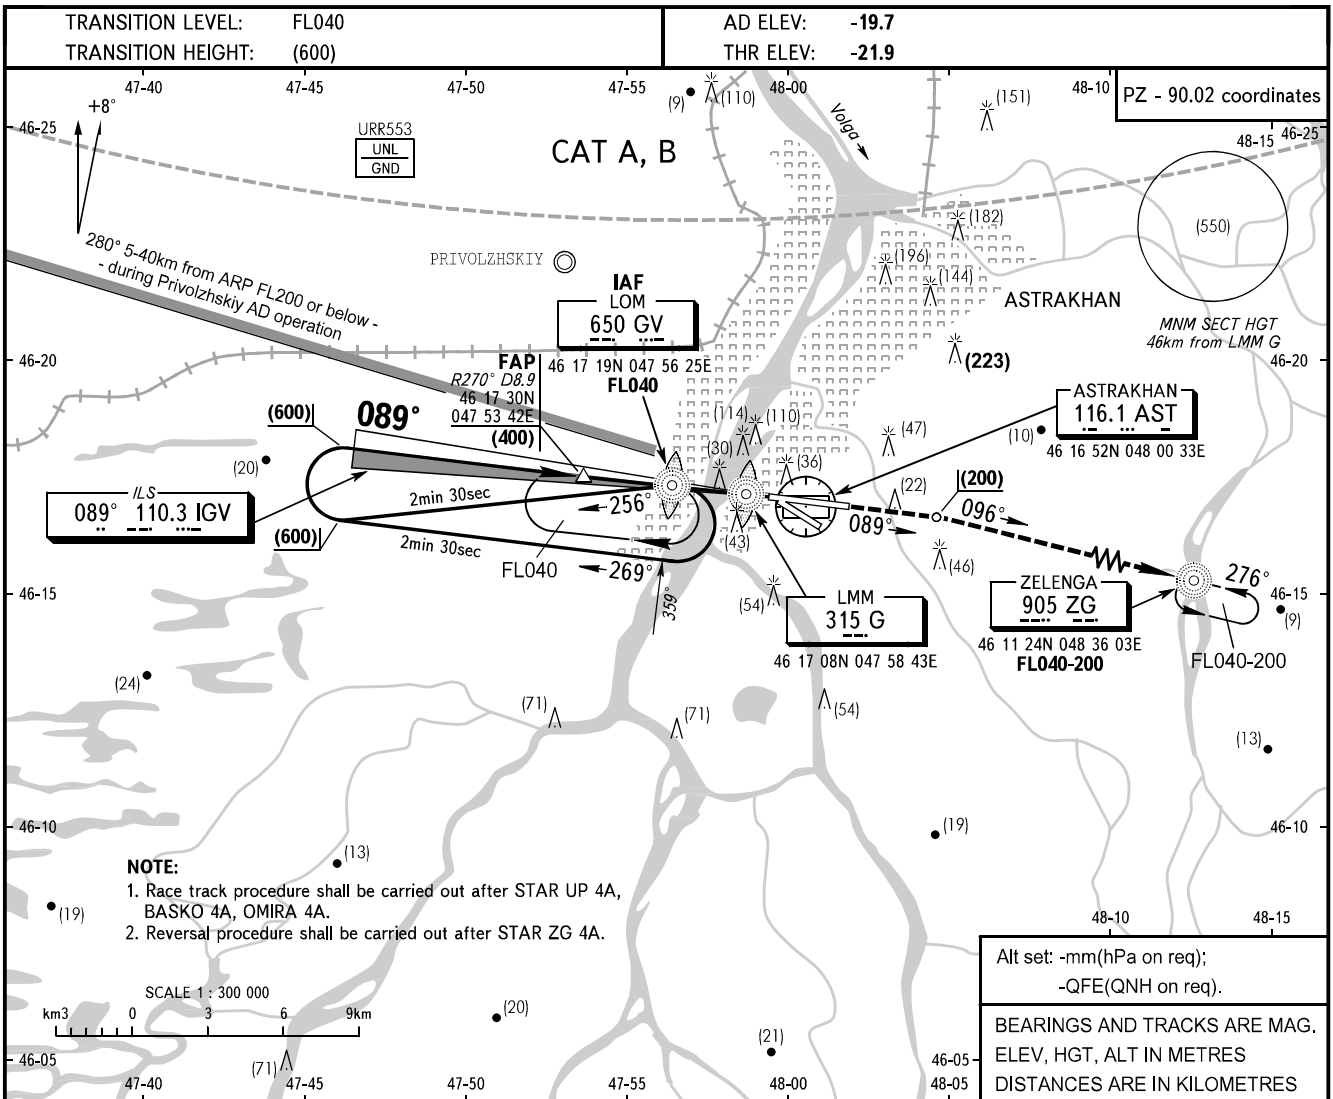 TRANSITION LEVEL: FL040
TRANSITION HEIGHT: (600)
AD ELEV: -19.7
THR ELEV: -21.9
47-40 47-45 47-50 47-55 48-00 48-10
PZ - 90.02 coordinates
+8°
46-25
URR553
UNL
GND
CAT A, B
(9)
(110)
Volga
(151)
48-15
46-25
280° 5-40km from ARP FL200 or below -
- during Privolzhskiy AD operation
PRIVOLZHSKIY
(182)
(550)
(196)
(144)
ASTRAKHAN
IAF
LOM
650 GV
46 17 19N 047 56 25E
FL040
MNM SECT HGT
46km from LMM G
46-20
46-20
(223)
FAP
R270° D8.9
46 17 30N
047 53 42E
(400)
(600)
089°
ASTRAKHAN
116.1 AST
46 16 52N 048 00 33E
(114)
(110)
(47)
(10)
(20)
(30)
(36)
ILS
089° 110.3 IGV
2min 30sec
256°
(22)
(200)
089°
096°
(600)
2min 30sec
(43)
FL040
269°
359°
(46)
276°
46-15
46-15
(54)
LMM
315 G
46 17 08N 047 58 43E
ZELENGA
905 ZG
46 11 24N 048 36 03E
FL040-200
FL040-200
(9)
(24)
(71)
(71)
(54)
(13)
46-10
46-10
(19)
(13)
NOTE:
1. Race track procedure shall be carried out after STAR UP 4A,
BASKO 4A, OMIRA 4A.
2. Reversal procedure shall be carried out after STAR ZG 4A.
(19)
48-10 48-15
Alt set: -mm(hPa on req);
-QFE(QNH on req).
SCALE 1 : 300 000
km3 0 3 6 9km
(20)
(21)
(71)
BEARINGS AND TRACKS ARE MAG.
ELEV, HGT, ALT IN METRES
DISTANCES ARE IN KILOMETRES
46-05
46-05
47-40 47-45 47-50 47-55 48-00 48-05